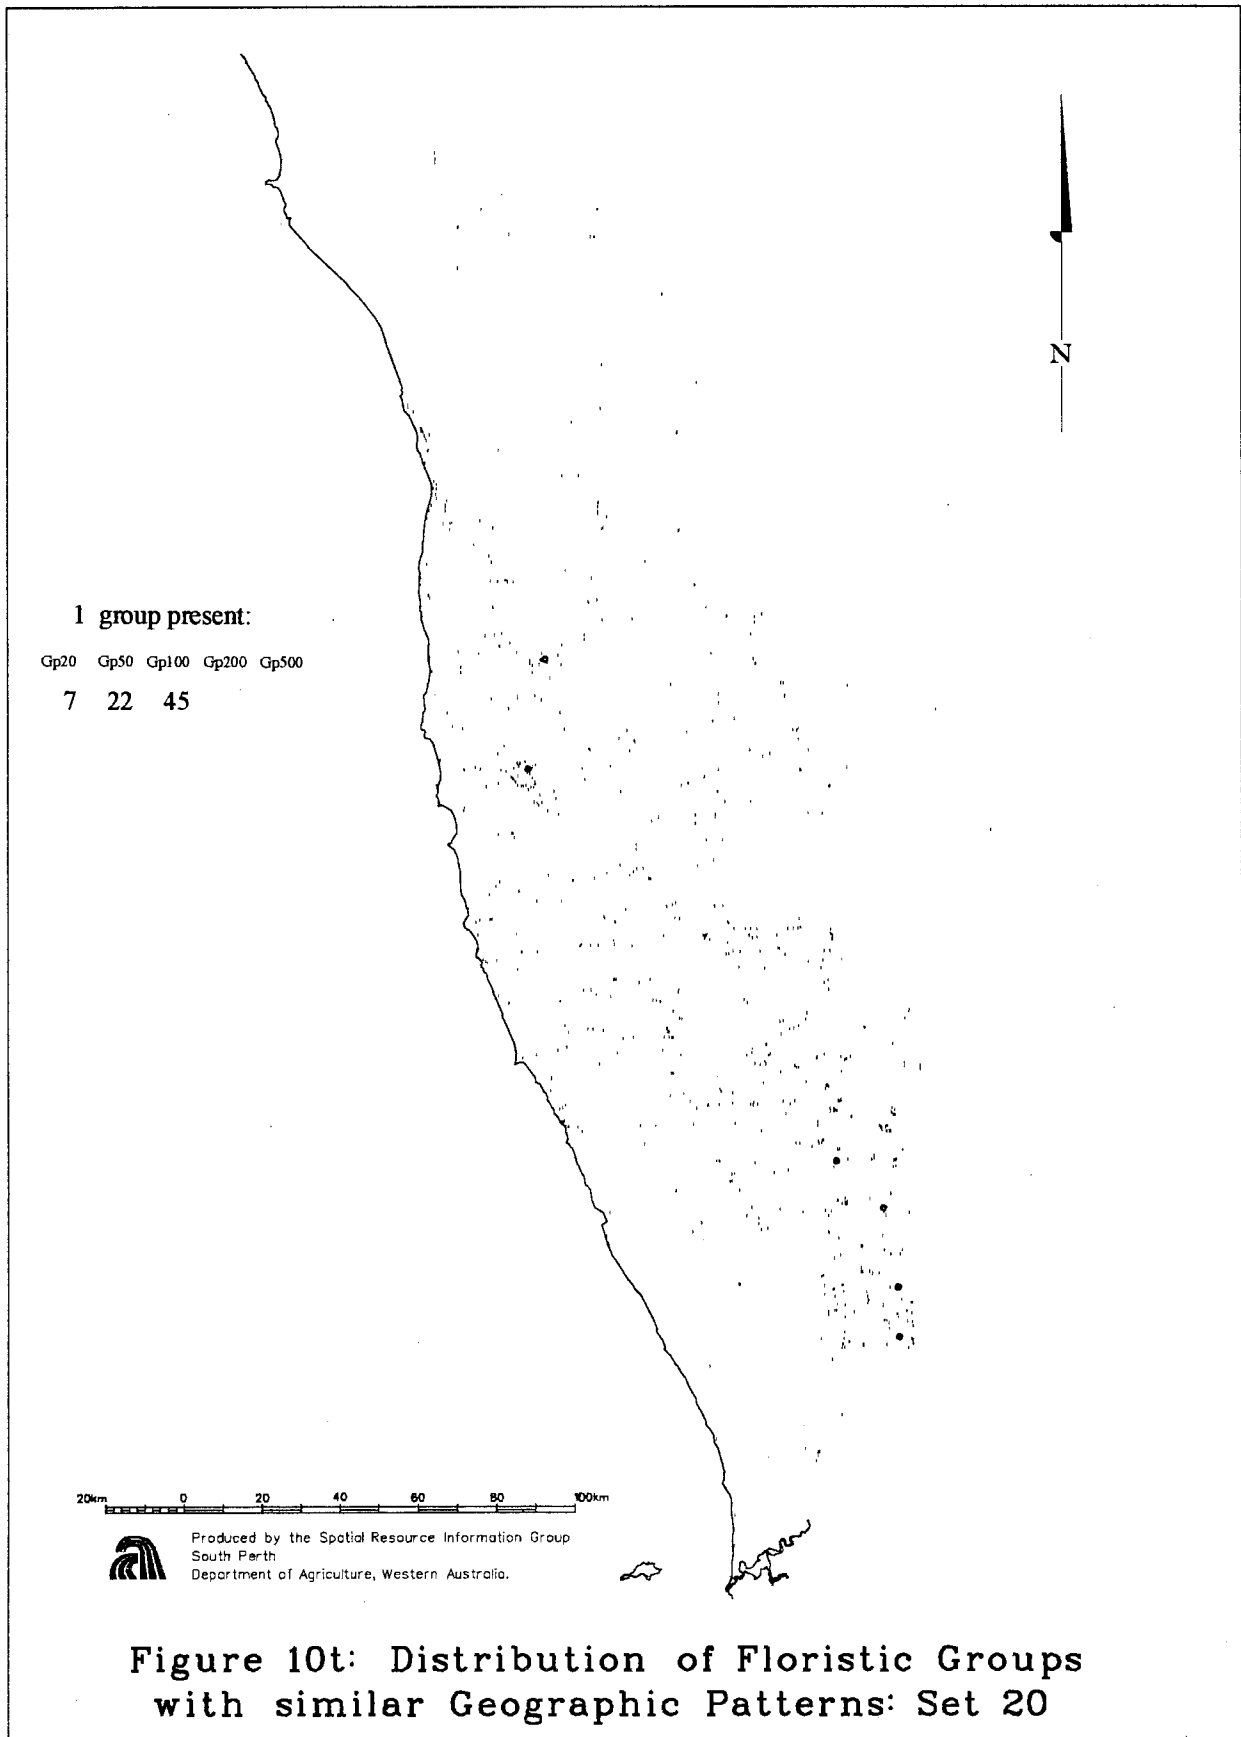 N
1 group present:
Gp20 Gp50 Gp100 Gp200 Gp500
7 22 45
20km 0 20 40 60 80 100km
Produced by the Spatial Resource Information Group
South Perth
Department of Agriculture, Western Australia.
Figure 10t: Distribution of Floristic Groups
with similar Geographic Patterns: Set 20